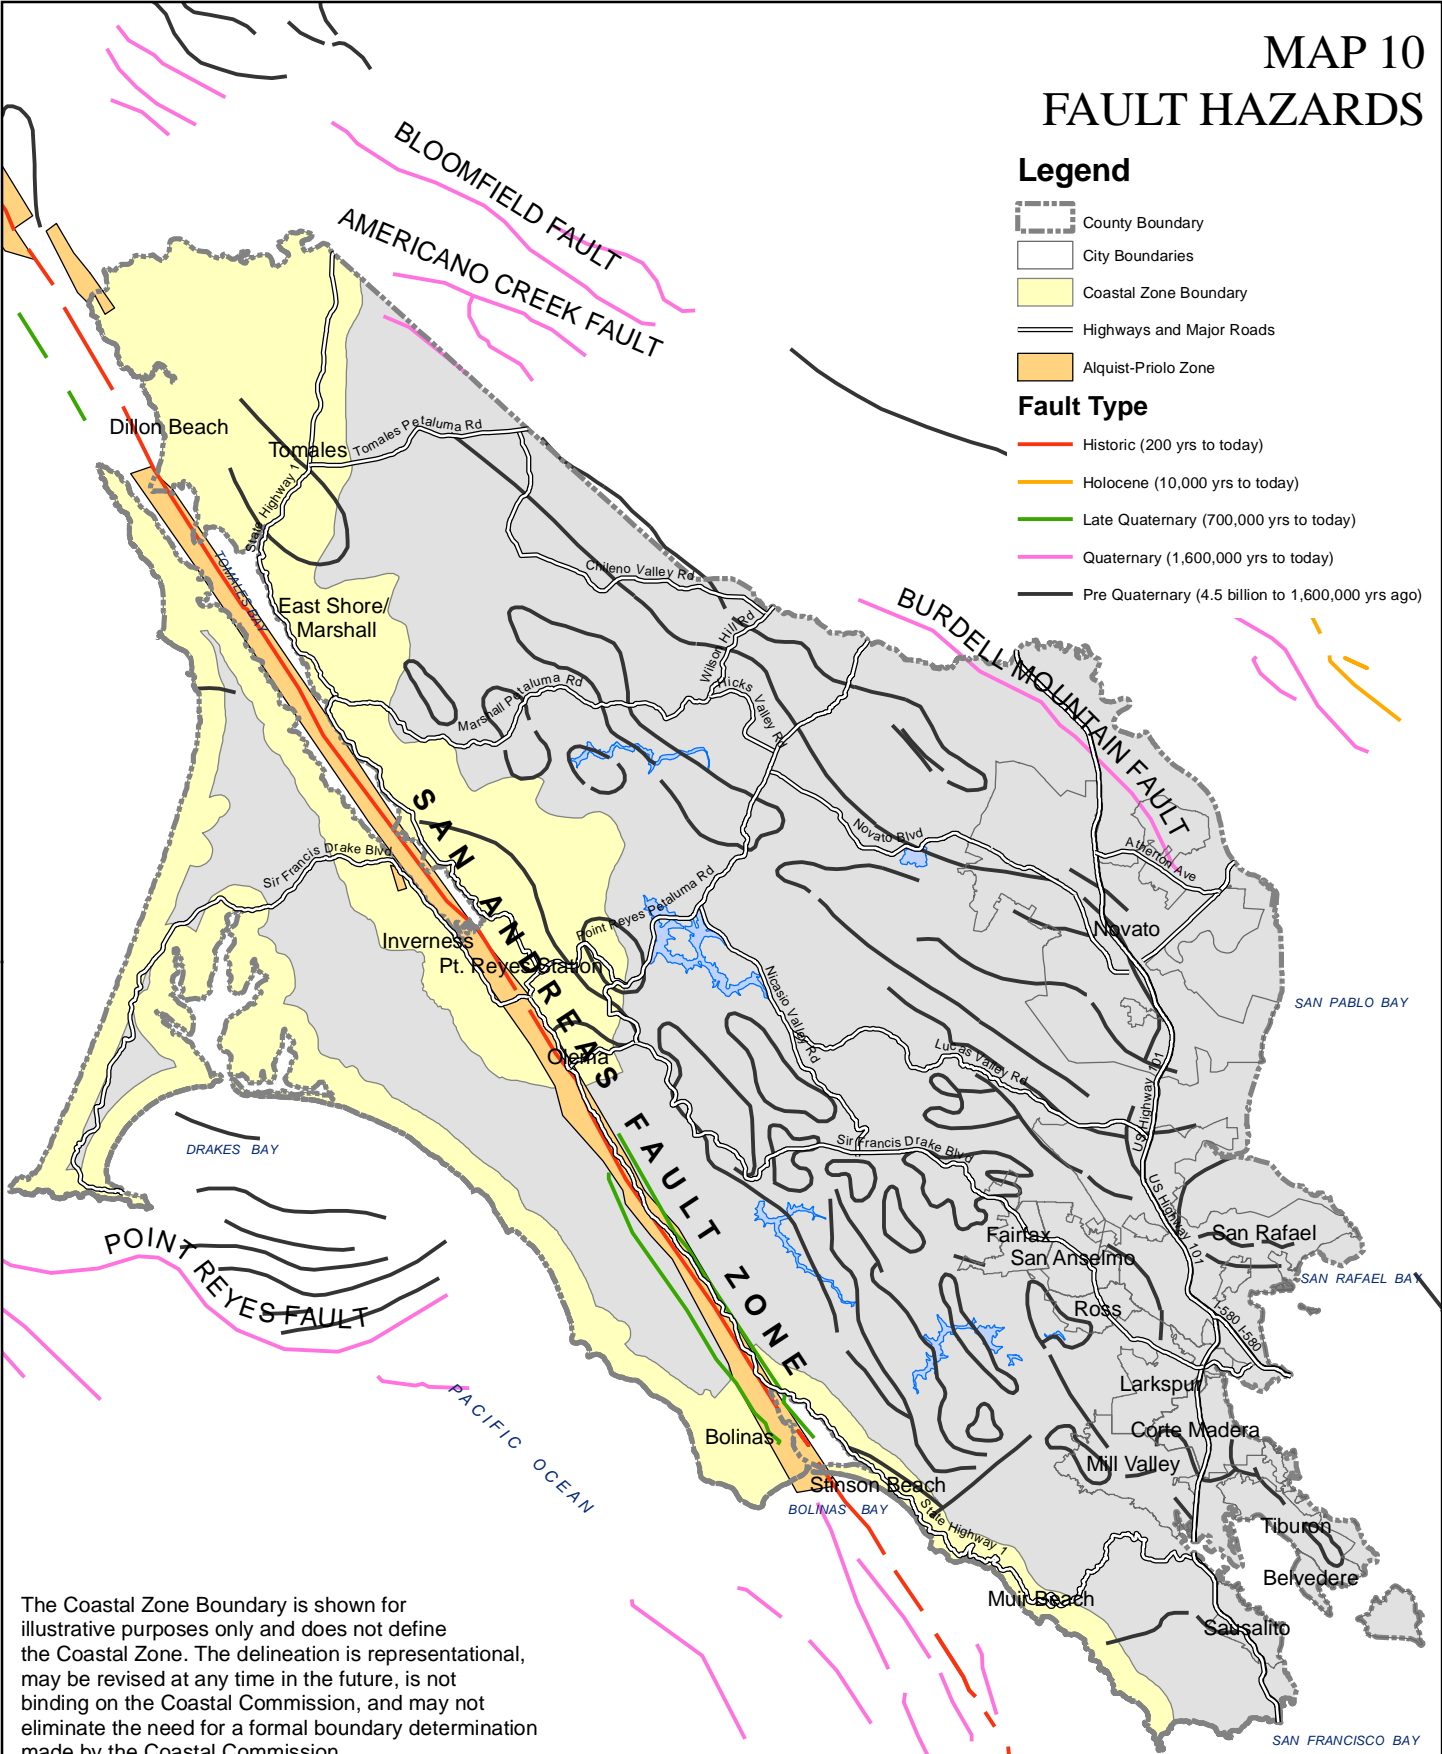 MAP 10
FAULT HAZARDS
Legend
County Boundary
City Boundaries
Coastal Zone Boundary
Highways and Major Roads
Alquist-Priolo Zone
Fault Type
Historic (200 yrs to today)
Holocene (10,000 yrs to today)
Late Quaternary (700,000 yrs to today)
Quaternary (1,600,000 yrs to today)
Pre Quaternary (4.5 billion to 1,600,000 yrs ago)
BLOOMFIELD FAULT
AMERICANO CREEK FAULT
Dillon Beach
Tomales
Tomales Petaluma Rd
State Highway 1
TOMALES BAY
Chileno Valley Rd
East Shore/
Marshall
Wilson Hill Rd
BURDELL MOUNTAIN FAULT
Marshall Petaluma Rd
Hicks Valley Rd
SAN ANDREAS FAULT ZONE
Novato Blvd
Atherton Ave
Sir Francis Drake Blvd
Point Reyes Petaluma Rd
Inverness
Pt. Reyes Station
Novato
Nicasio Valley Rd
SAN PABLO BAY
Olema
Lucas Valley Rd
US Highway 101
DRAKES BAY
Sir Francis Drake Blvd
US Highway 101
POINT REYES FAULT
Fairfax
San Anselmo
San Rafael
SAN RAFAEL BAY
Ross
I-580 I-580
Larkspur
PACIFIC OCEAN
Bolinas
Corte Madera
Mill Valley
Stinson Beach
BOLINAS BAY
State Highway 1
Tiburon
Belvedere
Muir Beach
Sausalito
SAN FRANCISCO BAY
The Coastal Zone Boundary is shown for
illustrative purposes only and does not define
the Coastal Zone. The delineation is representational,
may be revised at any time in the future, is not
binding on the Coastal Commission, and may not
eliminate the need for a formal boundary determination
made by the Coastal Commission